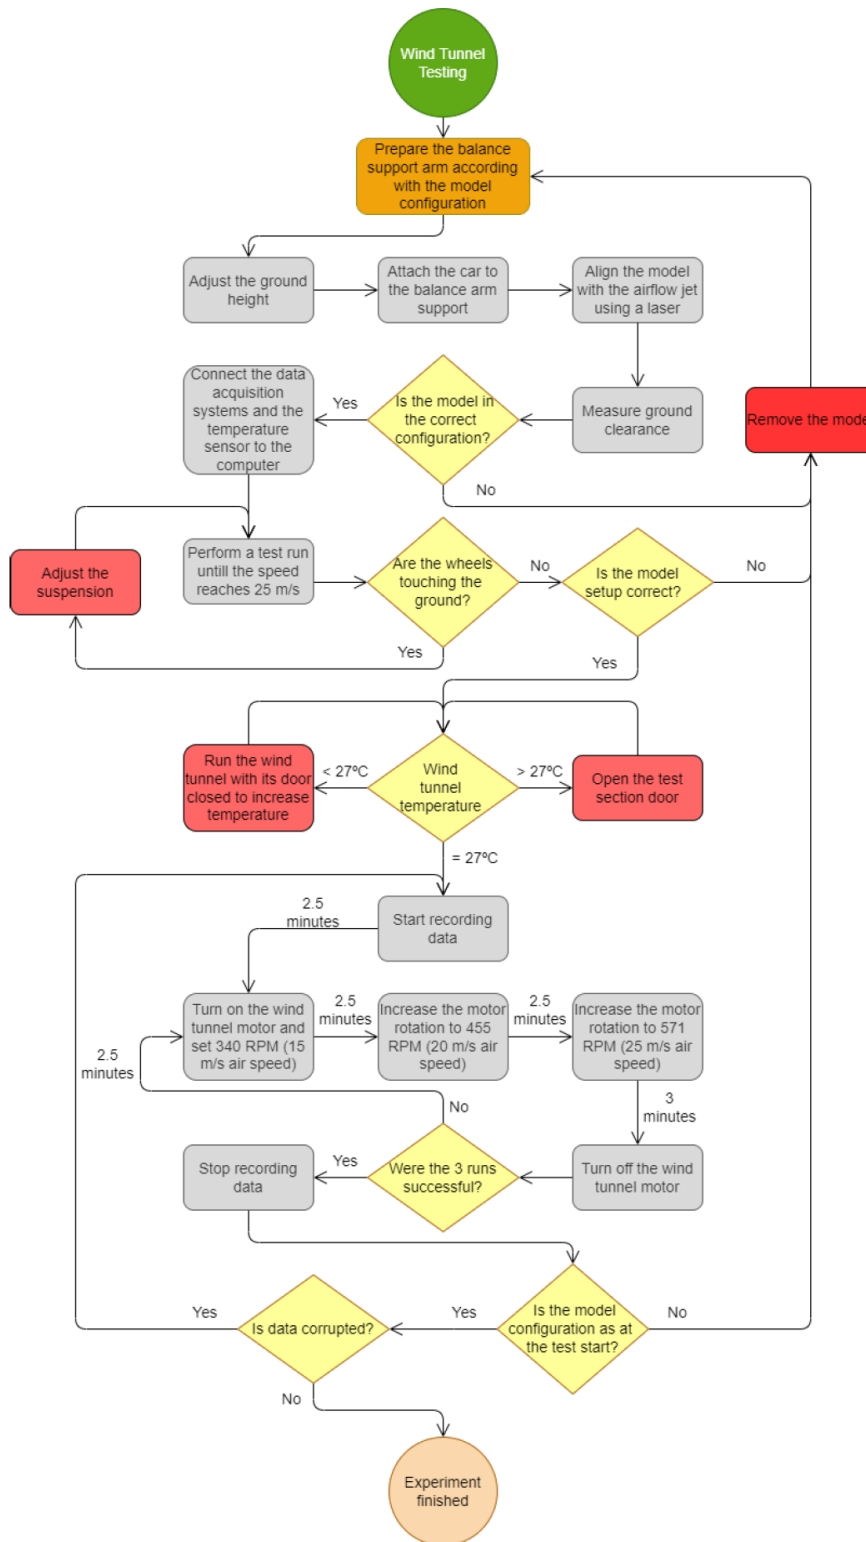 Wind Tunnel
Testing
Prepare the balance
support arm according
with the model
configuration
Adjust the ground
height
Attach the car to
the balance arm
support
Align the model
with the airflow jet
using a laser
Connect the data
acquisition
systems and the
temperature
sensor to the
computer
Yes
Is the model in
the correct
configuration?
Measure ground
clearance
Remove the mode
No
Adjust the
suspension
Perform a test run
untill the speed
reaches 25 m/s
Are the wheels
touching the
ground?
No
Is the model
setup correct?
No
Yes
Yes
Run the wind
tunnel with its door
closed to increase
temperature
< 27ºC
Wind
tunnel
temperature
> 27ºC
Open the test
section door
= 27ºC
Start recording
data
2.5
minutes
Turn on the wind
tunnel motor and
set 340 RPM (15
m/s air speed)
2.5
minutes
Increase the motor
rotation to 455
RPM (20 m/s air
speed)
2.5
minutes
Increase the motor
rotation to 571
RPM (25 m/s air
speed)
2.5
minutes
3
minutes
No
Stop recording
data
Yes
Were the 3 runs
successful?
Turn off the wind
tunnel motor
Yes
Is data corrupted?
Yes
Is the model
configuration as at
the test start?
No
No
Experiment
finished